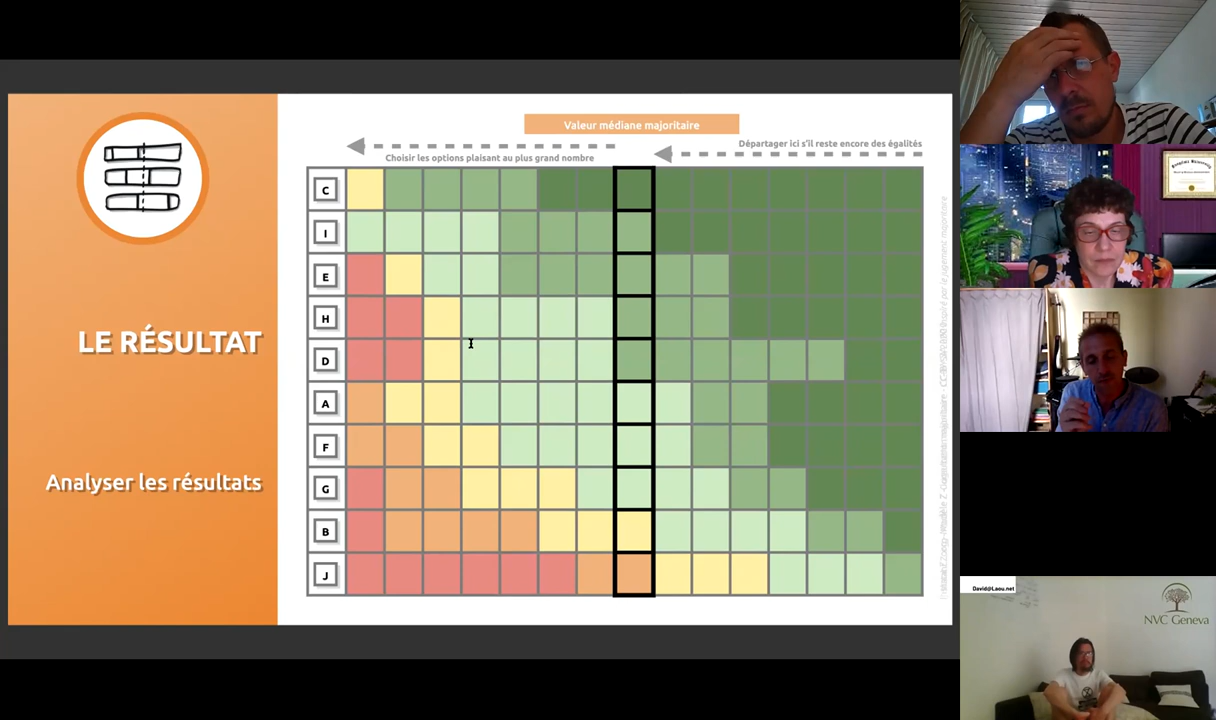 Valeur médiane majoritaire
Choisir les options plaisant au plus grand nombre
Départager ici s'il reste encore des égalités
C
I
E
H
D
A
F
G
B
J
LE RÉSULTAT
Analyser les résultats
David@Laou.net
NVC Geneva